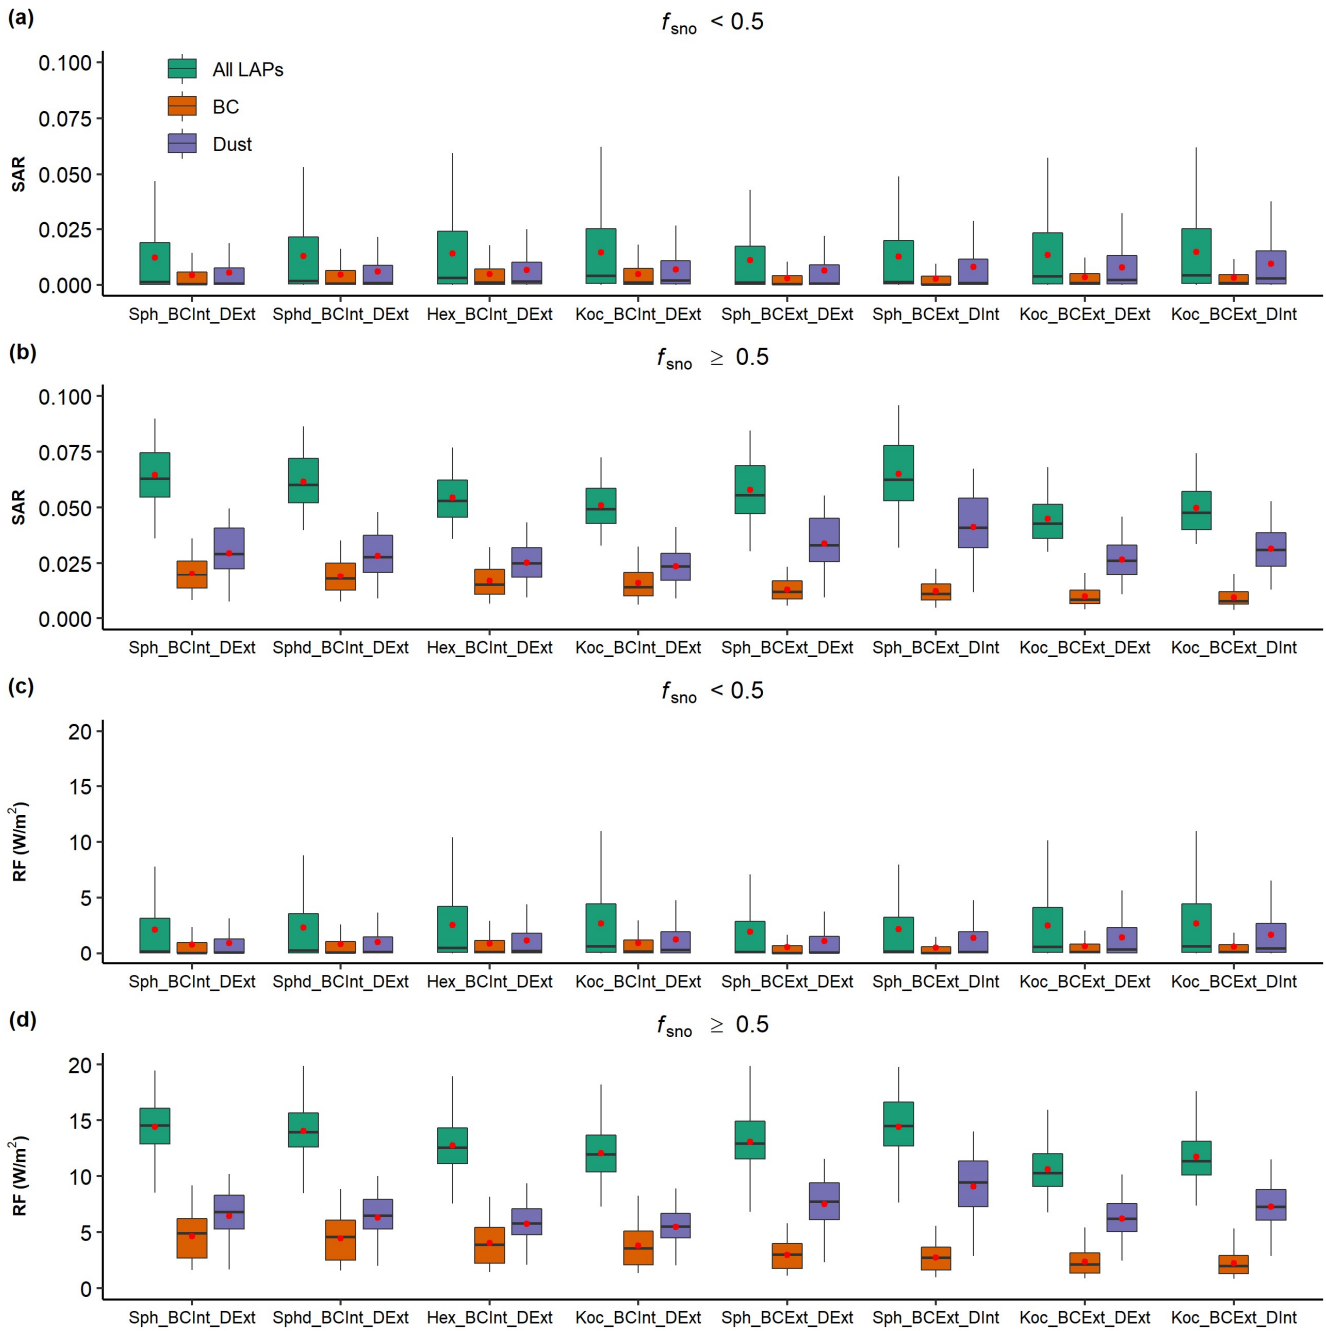 (a)
fsno < 0.5
0.100
0.075
0.050
0.025
0.000
SAR
All LAPs
BC
Dust
Sph_BCInt_DExt Sphd_BCInt_DExt Hex_BCInt_DExt Koc_BCInt_DExt Sph_BCExt_DExt Sph_BCExt_DInt Koc_BCExt_DExt Koc_BCExt_DInt
(b)
fsno ≥ 0.5
0.100
0.075
0.050
0.025
0.000
SAR
Sph_BCInt_DExt Sphd_BCInt_DExt Hex_BCInt_DExt Koc_BCInt_DExt Sph_BCExt_DExt Sph_BCExt_DInt Koc_BCExt_DExt Koc_BCExt_DInt
(c)
fsno < 0.5
20
15
10
5
0
RF (W/m²)
Sph_BCInt_DExt Sphd_BCInt_DExt Hex_BCInt_DExt Koc_BCInt_DExt Sph_BCExt_DExt Sph_BCExt_DInt Koc_BCExt_DExt Koc_BCExt_DInt
(d)
fsno ≥ 0.5
20
15
10
5
0
RF (W/m²)
Sph_BCInt_DExt Sphd_BCInt_DExt Hex_BCInt_DExt Koc_BCInt_DExt Sph_BCExt_DExt Sph_BCExt_DInt Koc_BCExt_DExt Koc_BCExt_DInt